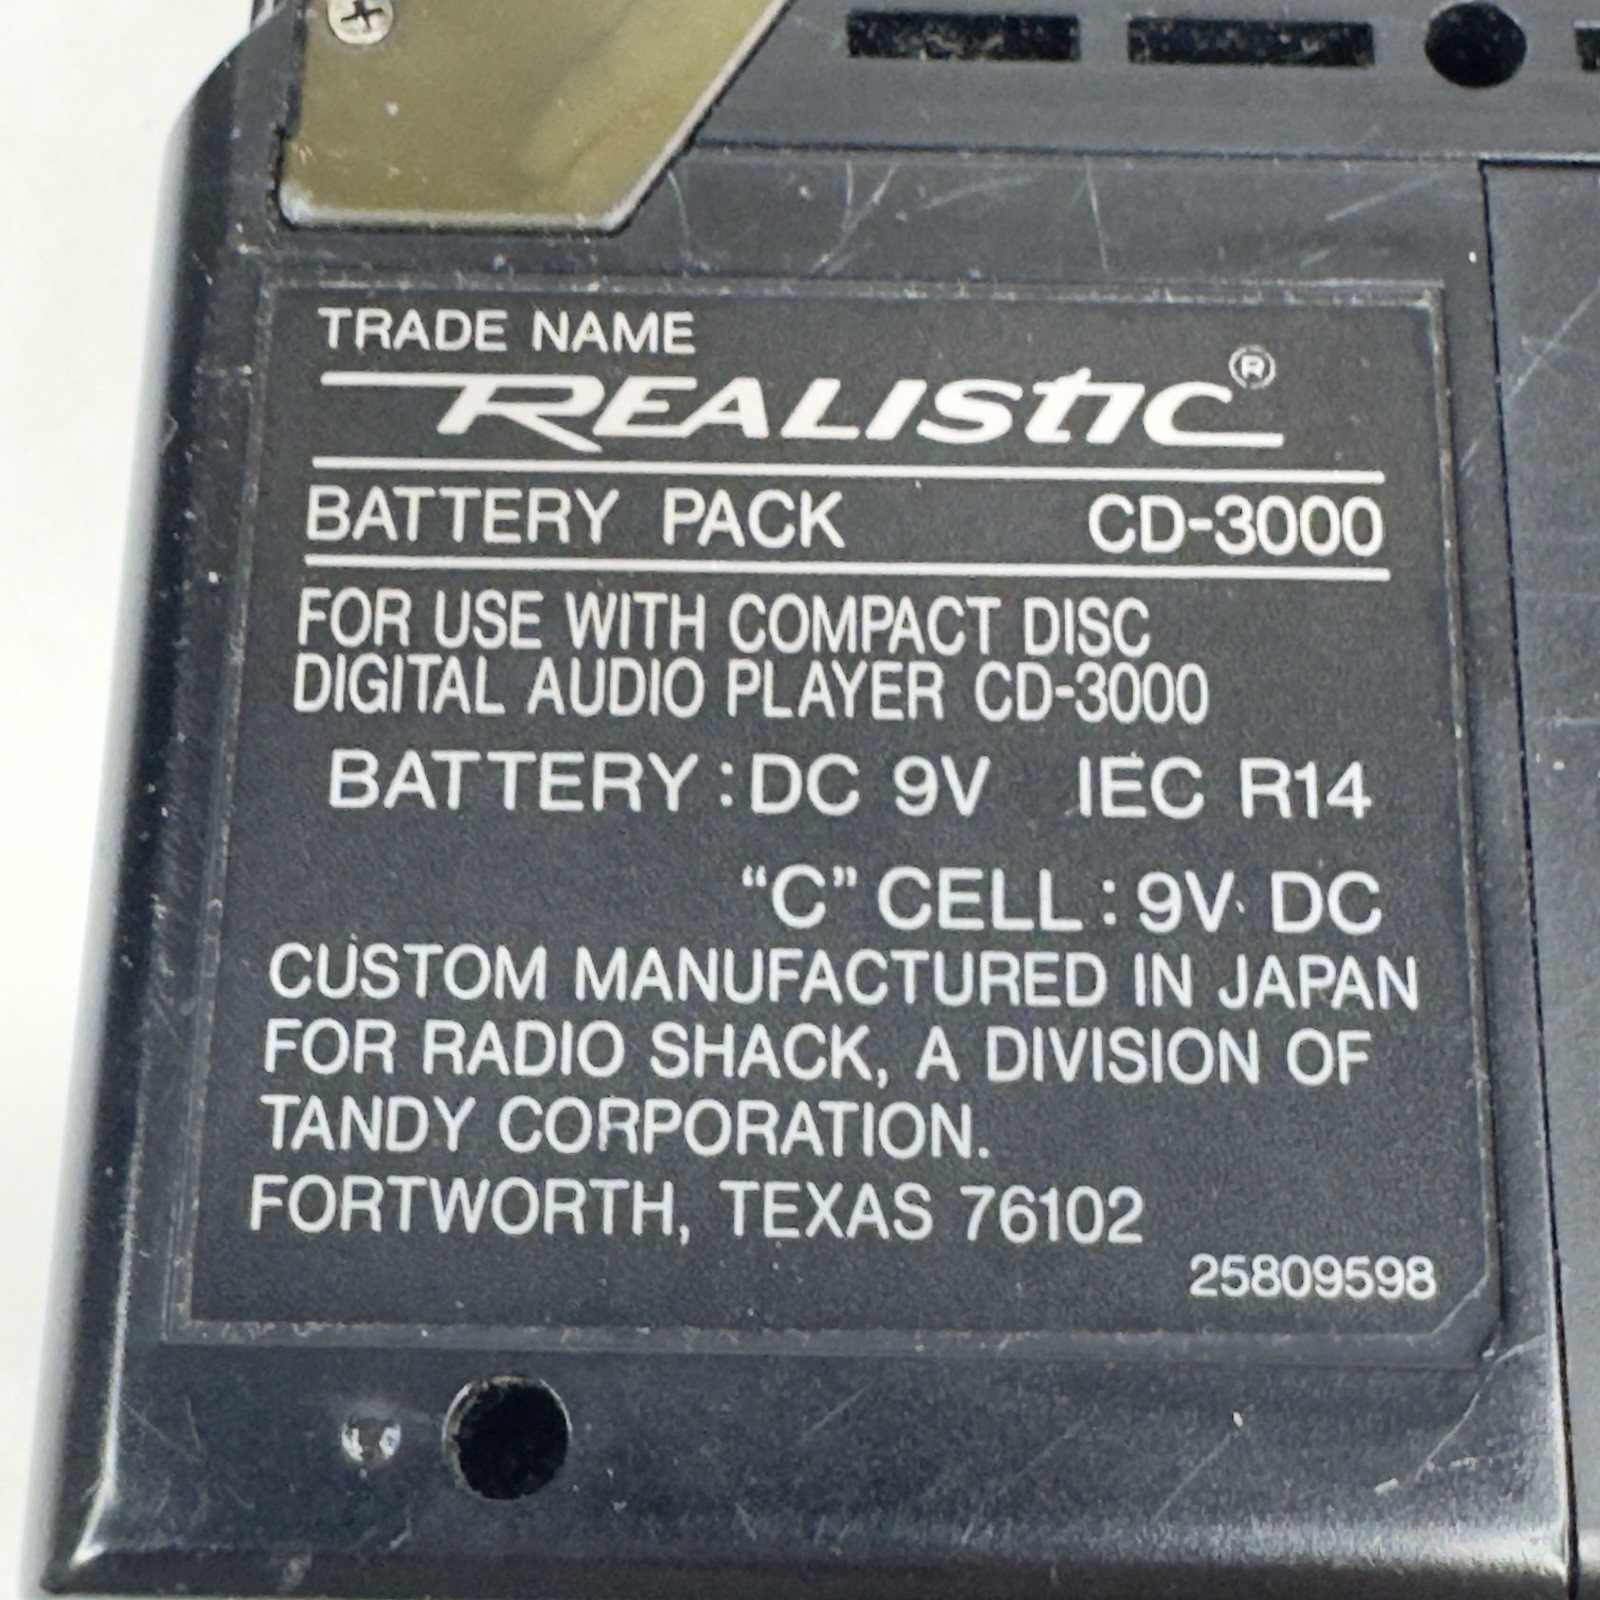 TRADE NAME
REALISTIC®
BATTERY PACK CD-3000
FOR USE WITH COMPACT DISC
DIGITAL AUDIO PLAYER CD-3000
BATTERY : DC 9V IEC R14
“C” CELL : 9V DC
CUSTOM MANUFACTURED IN JAPAN
FOR RADIO SHACK, A DIVISION OF
TANDY CORPORATION.
FORTWORTH, TEXAS 76102
25809598